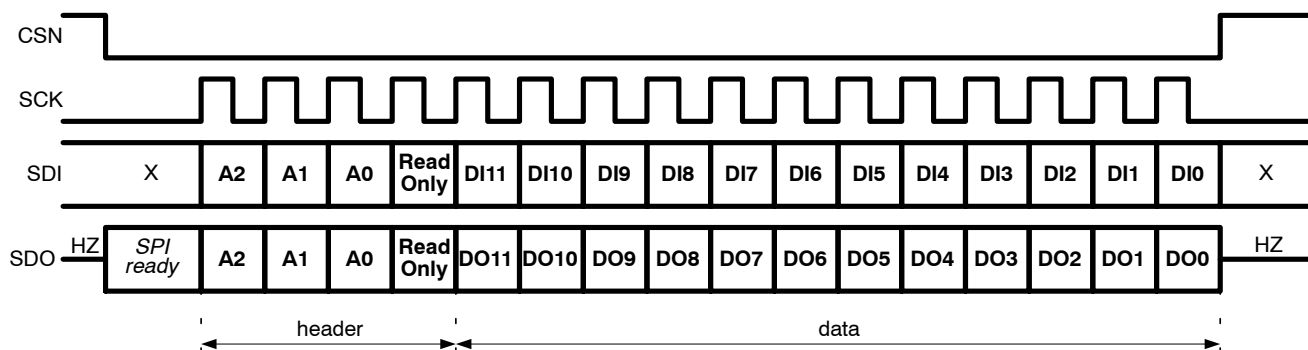 CSN
SCK
SDI X A2 A1 A0 Read Only DI11 DI10 DI9 DI8 DI7 DI6 DI5 DI4 DI3 DI2 DI1 DI0 X
SDO HZ SPI ready A2 A1 A0 Read Only DO11 DO10 DO9 DO8 DO7 DO6 DO5 DO4 DO3 DO2 DO1 DO0 HZ
header data